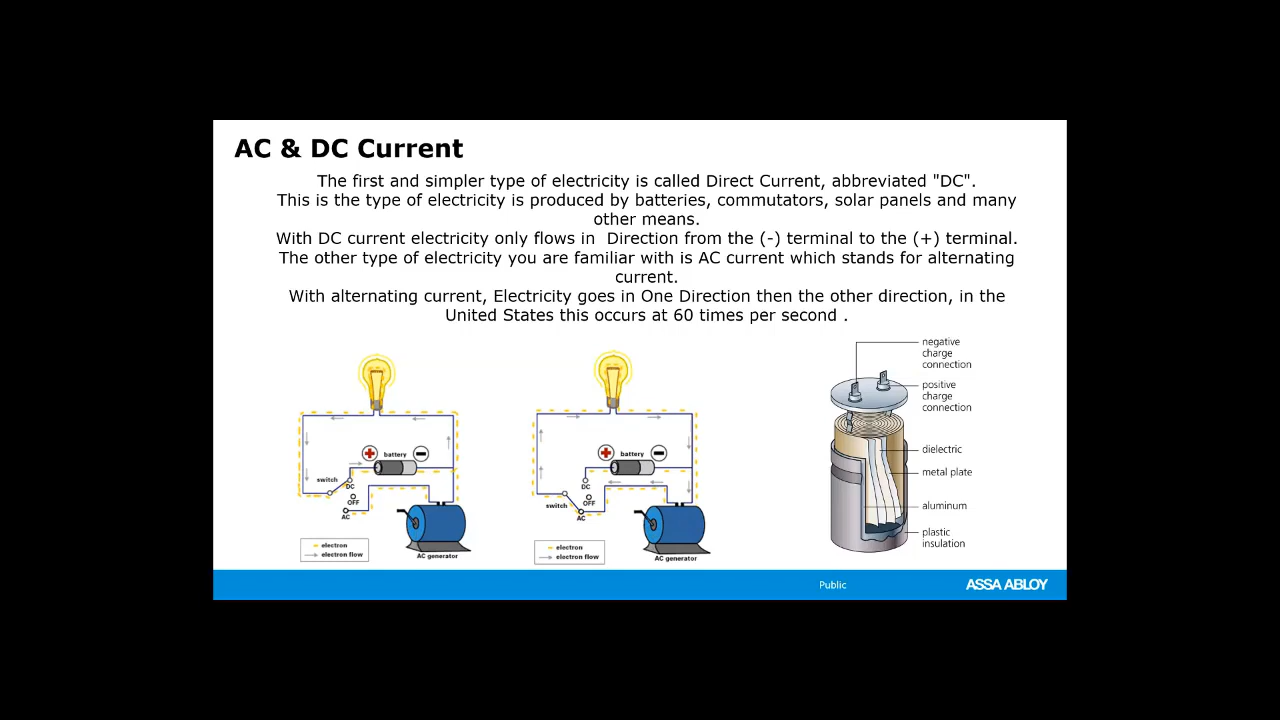 AC & DC Current
The first and simpler type of electricity is called Direct Current, abbreviated "DC".
This is the type of electricity is produced by batteries, commutators, solar panels and many
other means.
With DC current electricity only flows in  Direction from the (-) terminal to the (+) terminal.
The other type of electricity you are familiar with is AC current which stands for alternating
current.
With alternating current, Electricity goes in One Direction then the other direction, in the
United States this occurs at 60 times per second .
battery
switch
DC
OFF
AC
AC generator
electron
electron flow
battery
DC
OFF
switch
AC
AC generator
electron
electron flow
negative
charge
connection
positive
charge
connection
dielectric
metal plate
aluminum
plastic
insulation
Public
ASSA ABLOY